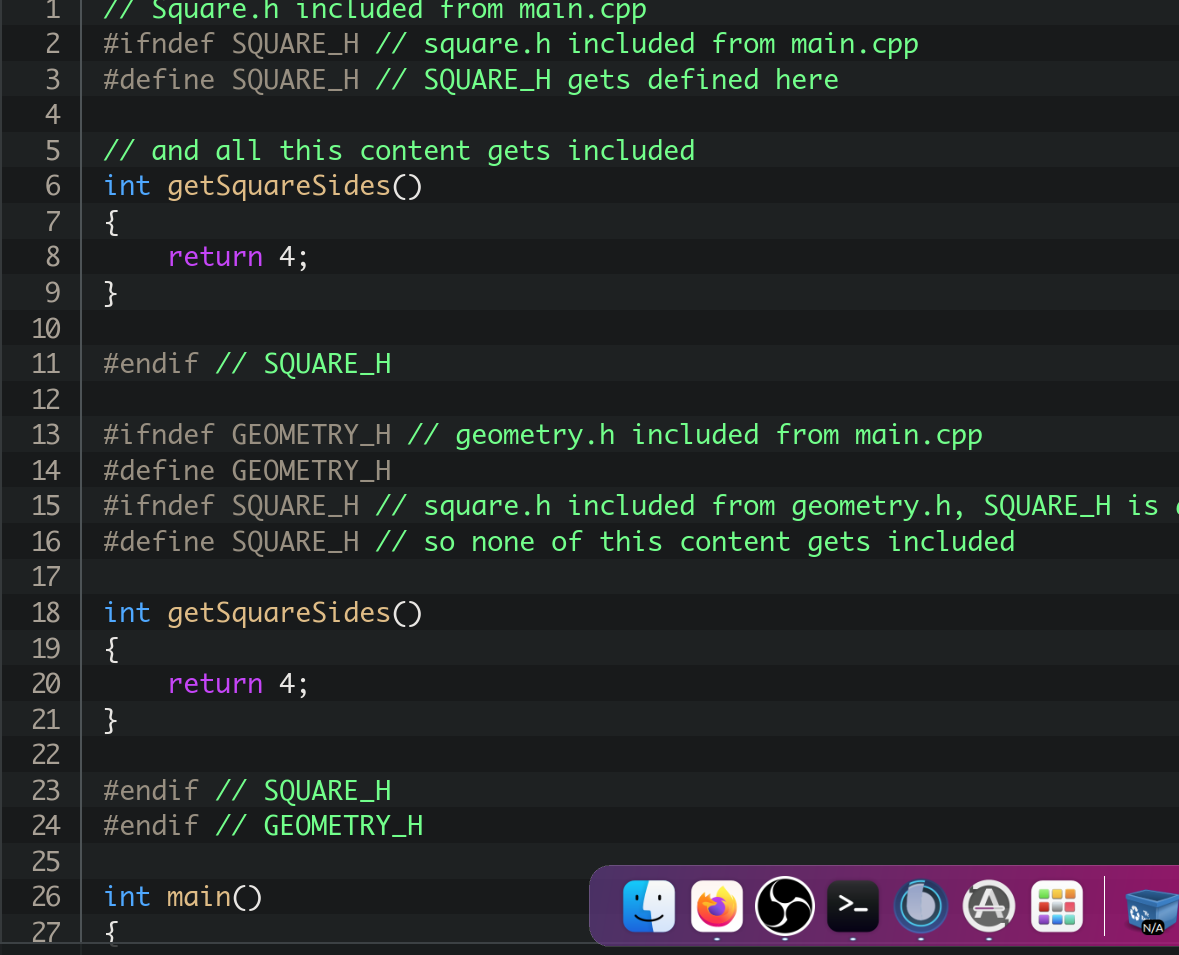 1 // Square.h included from main.cpp
2 #ifndef SQUARE_H // square.h included from main.cpp
3 #define SQUARE_H // SQUARE_H gets defined here
4
5 // and all this content gets included
6 int getSquareSides()
7 {
8 return 4;
9 }
10
11 #endif // SQUARE_H
12
13 #ifndef GEOMETRY_H // geometry.h included from main.cpp
14 #define GEOMETRY_H
15 #ifndef SQUARE_H // square.h included from geometry.h, SQUARE_H is
16 #define SQUARE_H // so none of this content gets included
17
18 int getSquareSides()
19 {
20 return 4;
21 }
22
23 #endif // SQUARE_H
24 #endif // GEOMETRY_H
25
26 int main()
27 {
>_
N/A